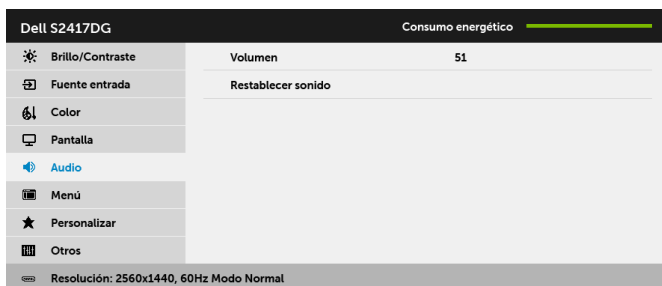 Dell S2417DG Consumo energético
Brillo/Contraste Volumen 51
Fuente entrada Restablecer sonido
Color
Pantalla
Audio
Menú
Personalizar
Otros
Resolución: 2560x1440, 60Hz Modo Normal